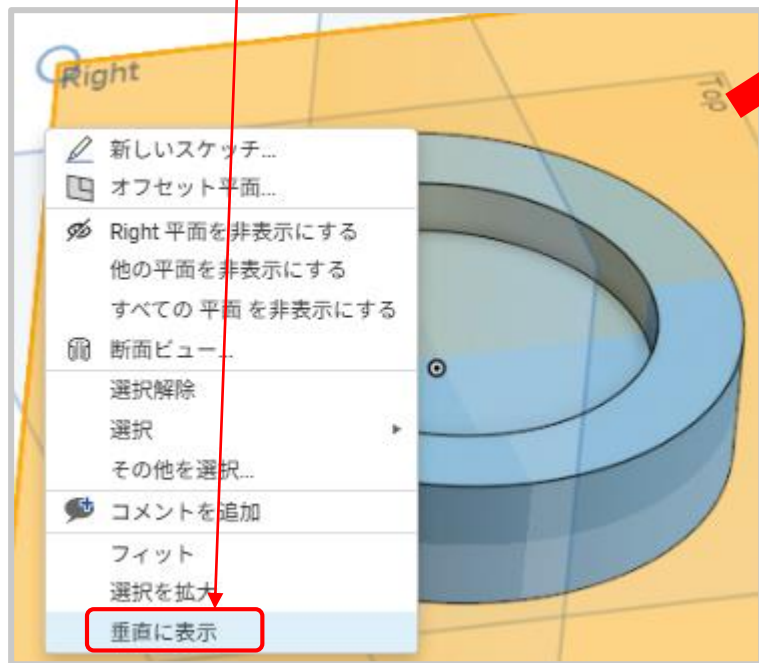 Right
Top
新しいスケッチ...
オフセット平面...
Right 平面を非表示にする
他の平面を非表示にする
すべての 平面 を非表示にする
断面ビュー...
選択解除
選択
その他を選択...
コメントを追加
フィット
選択を拡大
垂直に表示